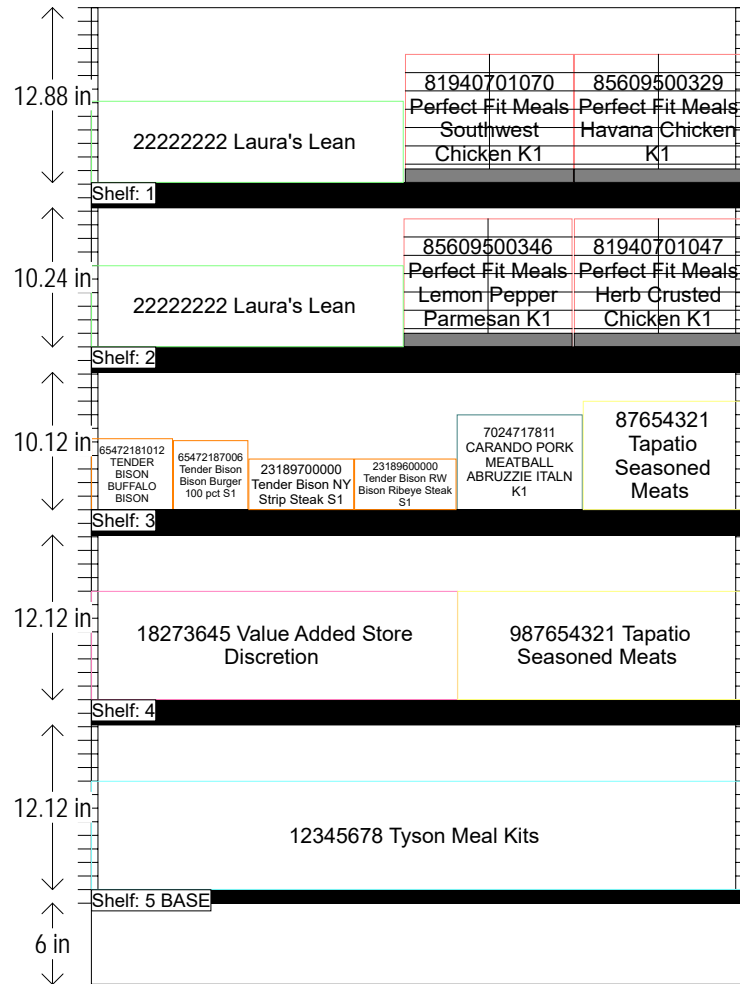 12.88 in
22222222 Laura's Lean
81940701070
Perfect Fit Meals
Southwest
Chicken K1
85609500329
Perfect Fit Meals
Havana Chicken
K1
Shelf: 1
10.24 in
22222222 Laura's Lean
85609500346
Perfect Fit Meals
Lemon Pepper
Parmesan K1
81940701047
Perfect Fit Meals
Herb Crusted
Chicken K1
Shelf: 2
10.12 in
65472181012
TENDER
BISON
BUFFALO
BISON
65472187006
Tender Bison
Bison Burger
100 pct S1
23189700000
Tender Bison NY
Strip Steak S1
23189600000
Tender Bison RW
Bison Ribeye Steak
S1
7024717811
CARANDO PORK
MEATBALL
ABRUZZIE ITALN
K1
87654321
Tapatio
Seasoned
Meats
Shelf: 3
12.12 in
18273645 Value Added Store
Discretion
987654321 Tapatio
Seasoned Meats
Shelf: 4
12.12 in
12345678 Tyson Meal Kits
Shelf: 5 BASE
6 in